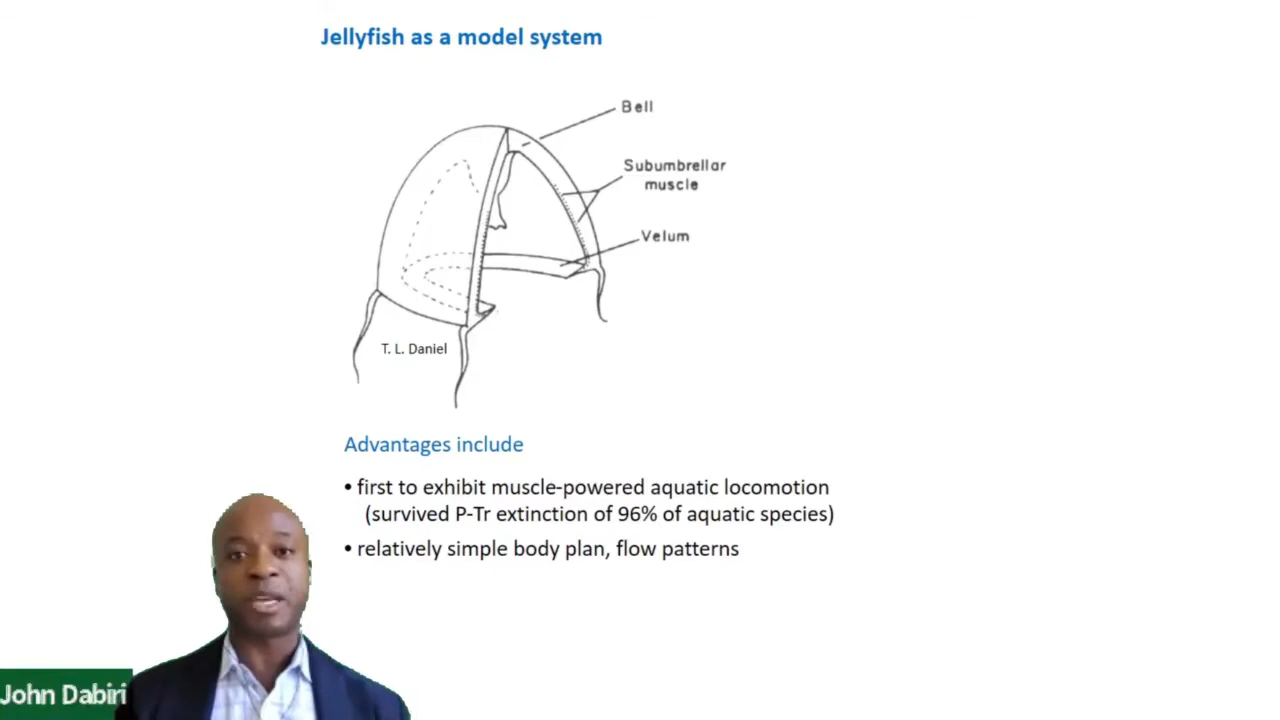 Jellyfish as a model system
Bell
Subumbrellar
muscle
Velum
T. L. Daniel
Advantages include
• first to exhibit muscle-powered aquatic locomotion
(survived P-Tr extinction of 96% of aquatic species)
• relatively simple body plan, flow patterns
John Dabiri